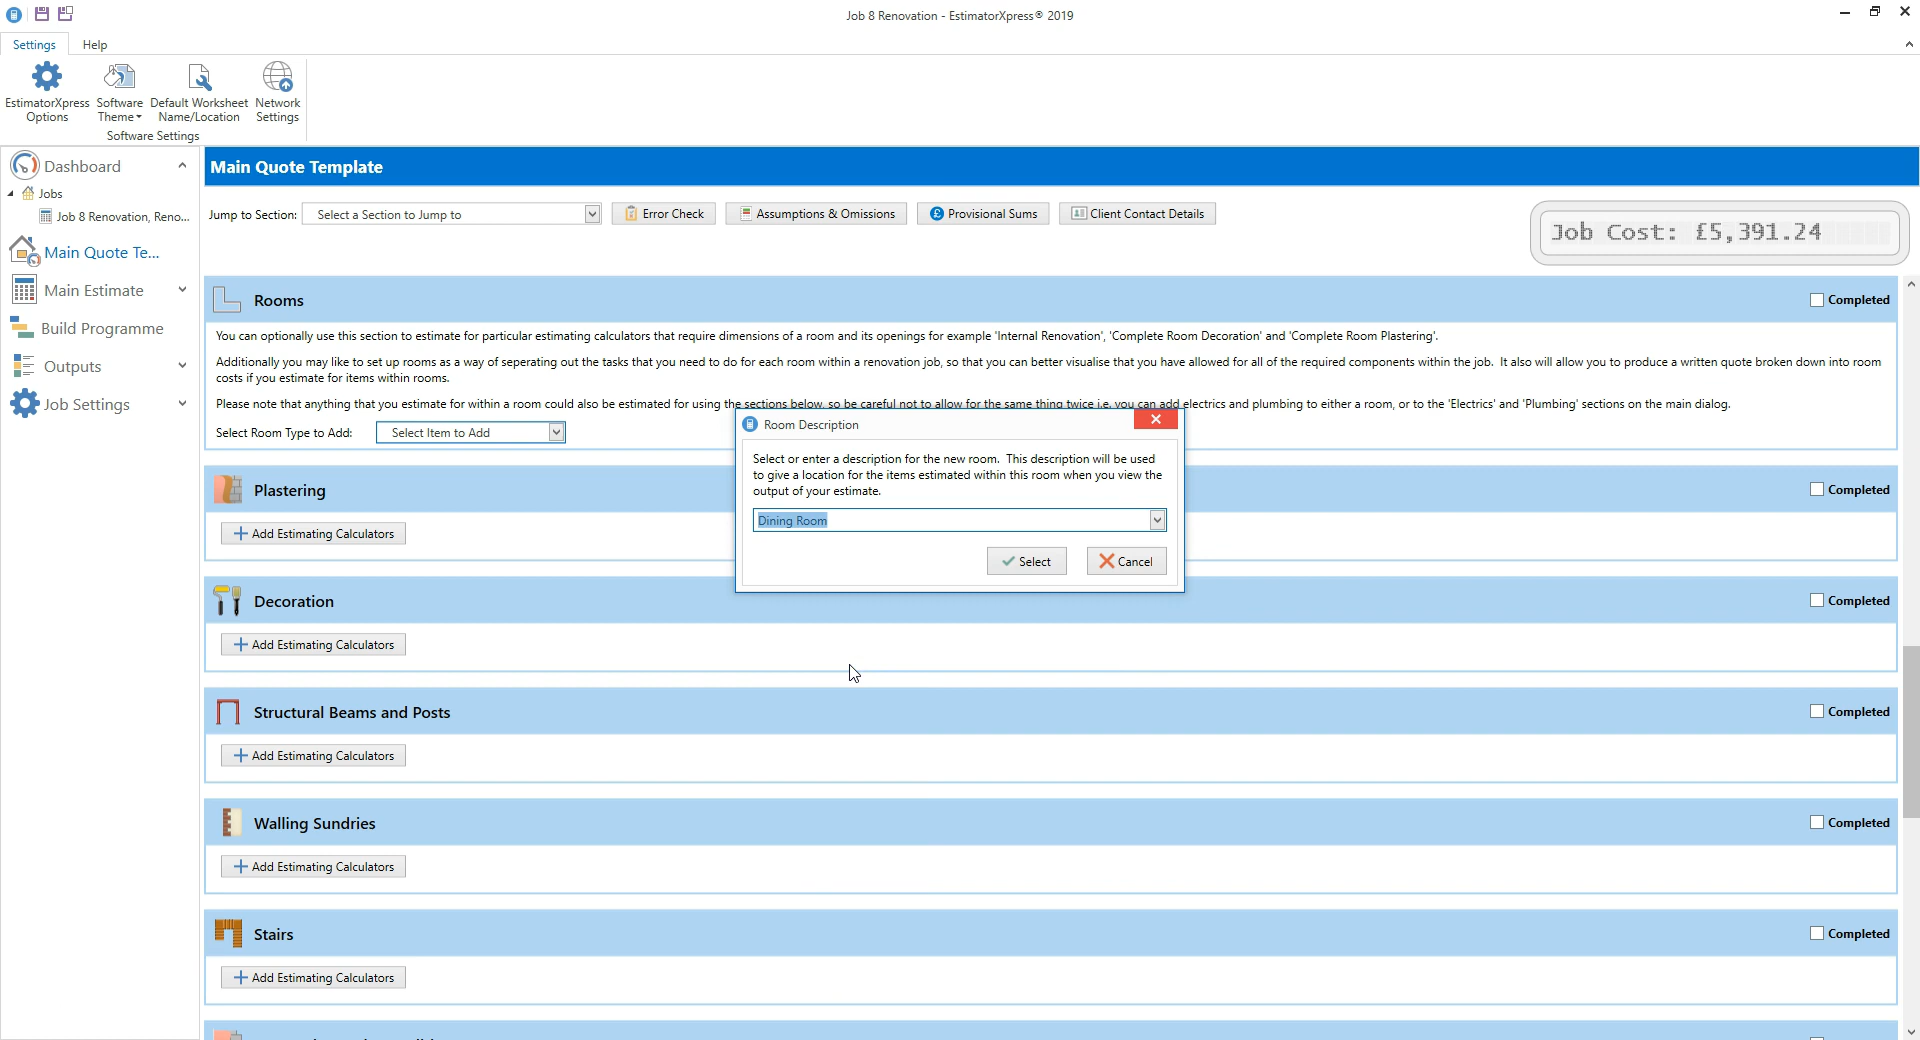 Job 8 Renovation - EstimatorXpress® 2019
Settings
Help
EstimatorXpress
Options
Software
Theme
Default Worksheet
Name/Location
Network
Settings
Software Settings
Dashboard
Jobs
Job 8 Renovation, Reno...
Main Quote Te...
Main Estimate
Build Programme
Outputs
Job Settings
Main Quote Template
Jump to Section:
Select a Section to Jump to
Error Check
Assumptions & Omissions
Provisional Sums
Client Contact Details
Job Cost: £5,391.24
Rooms
Completed
You can optionally use this section to estimate for particular estimating calculators that require dimensions of a room and its openings for example 'Internal Renovation', 'Complete Room Decoration' and 'Complete Room Plastering'.
Additionally you may like to set up rooms as a way of seperating out the tasks that you need to do for each room within a renovation job, so that you can better visualise that you have allowed for all of the required components within the job. It also will allow you to produce a written quote broken down into room
costs if you estimate for items within rooms.
Please note that anything that you estimate for within a room could also be estimated for using the sections below, so be careful not to allow for the same thing twice i.e. you can add electrics and plumbing to either a room, or to the 'Electrics' and 'Plumbing' sections on the main dialog.
Select Room Type to Add:
Select Item to Add
Room Description
Select or enter a description for the new room. This description will be used
to give a location for the items estimated within this room when you view the
output of your estimate.
Dining Room
Select
Cancel
Plastering
Completed
Add Estimating Calculators
Decoration
Completed
Add Estimating Calculators
Structural Beams and Posts
Completed
Add Estimating Calculators
Walling Sundries
Completed
Add Estimating Calculators
Stairs
Completed
Add Estimating Calculators